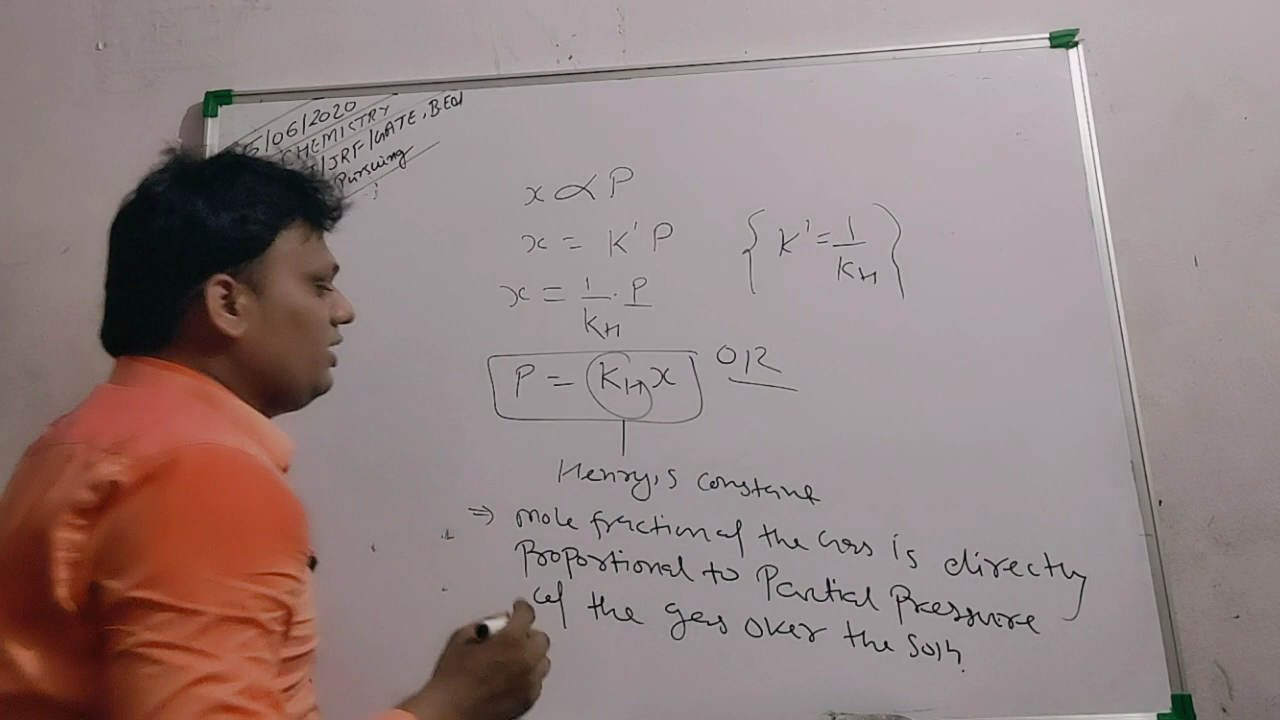 5/06/2020
CHEMISTRY
/JRF/GATE, B.Ed
Pursuing
x ∝ P
x = K' P { K' = 1/KH }
x = 1/KH · P
P = KH x OR
Henry's constant
⇒ mole fraction of the Gas is directly
Proportional to Partial Pressure
of the gas over the Soln.